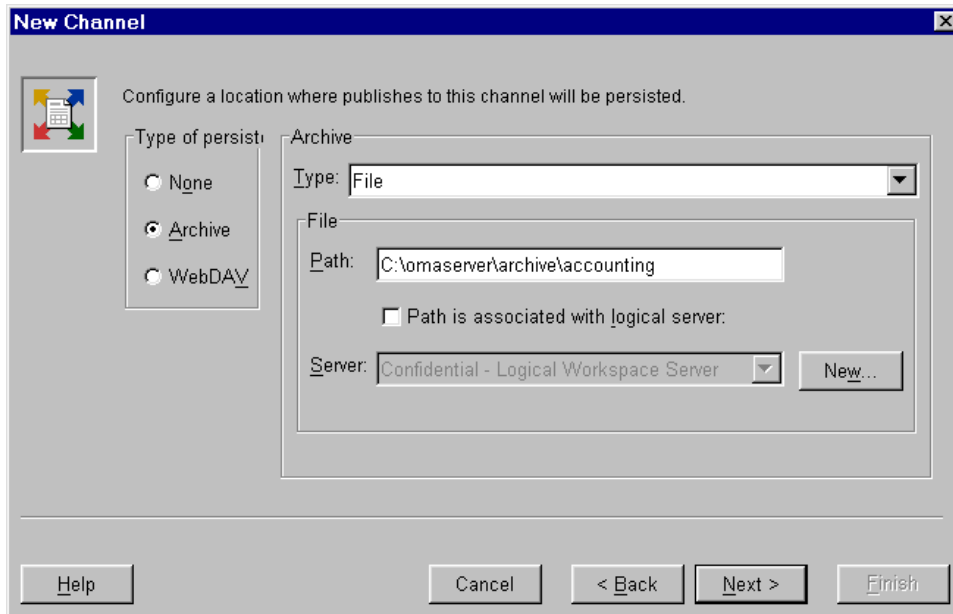 New Channel
Configure a location where publishes to this channel will be persisted.
Type of persist
None
Archive
WebDAV
Archive
Type: File
File
Path: C:\omaserver\archive\accounting
Path is associated with logical server:
Server: Confidential - Logical Workspace Server New...
Help Cancel < Back Next > Finish